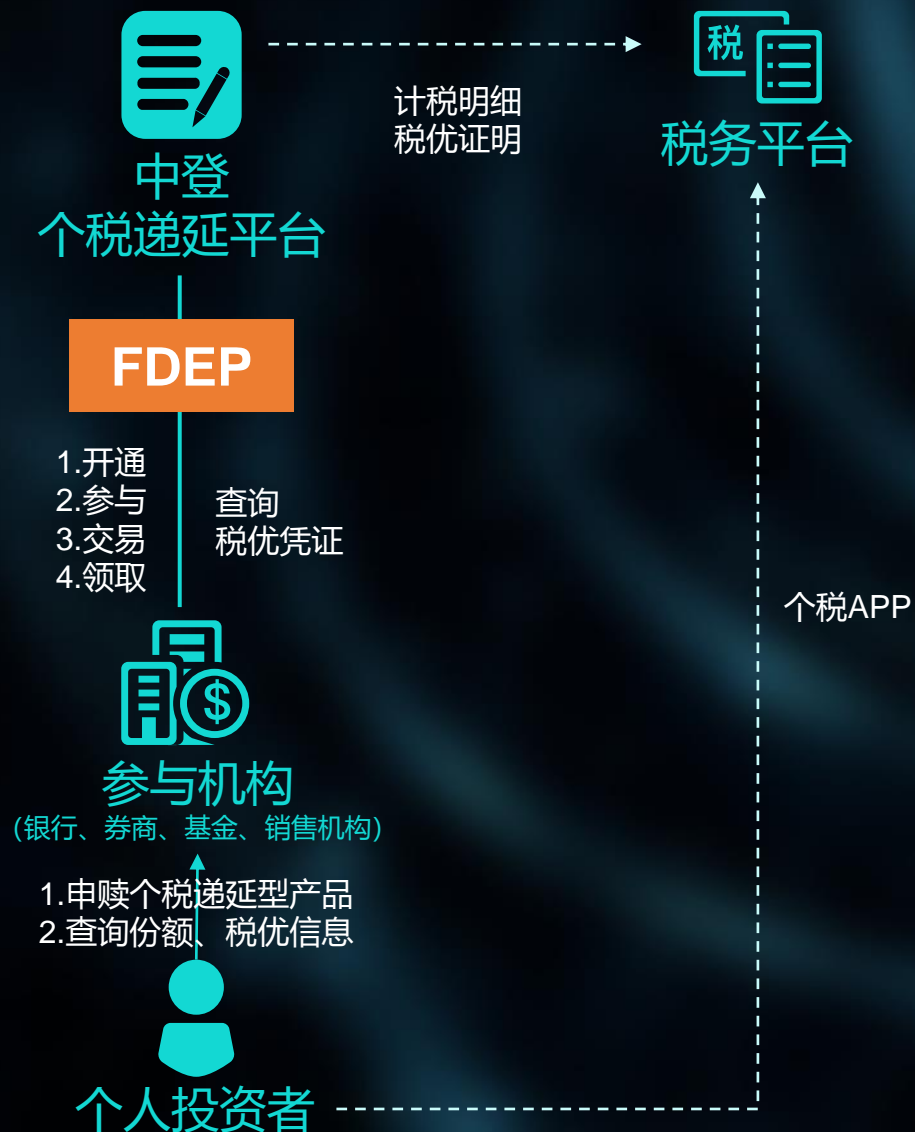 税
计税明细
税优证明
税务平台
中登
个税递延平台
FDEP
1.开通
2.参与
3.交易
4.领取
查询
税优凭证
个税APP
$
参与机构
(银行、券商、基金、销售机构)
1.申赎个税递延型产品
2.查询份额、税优信息
个人投资者